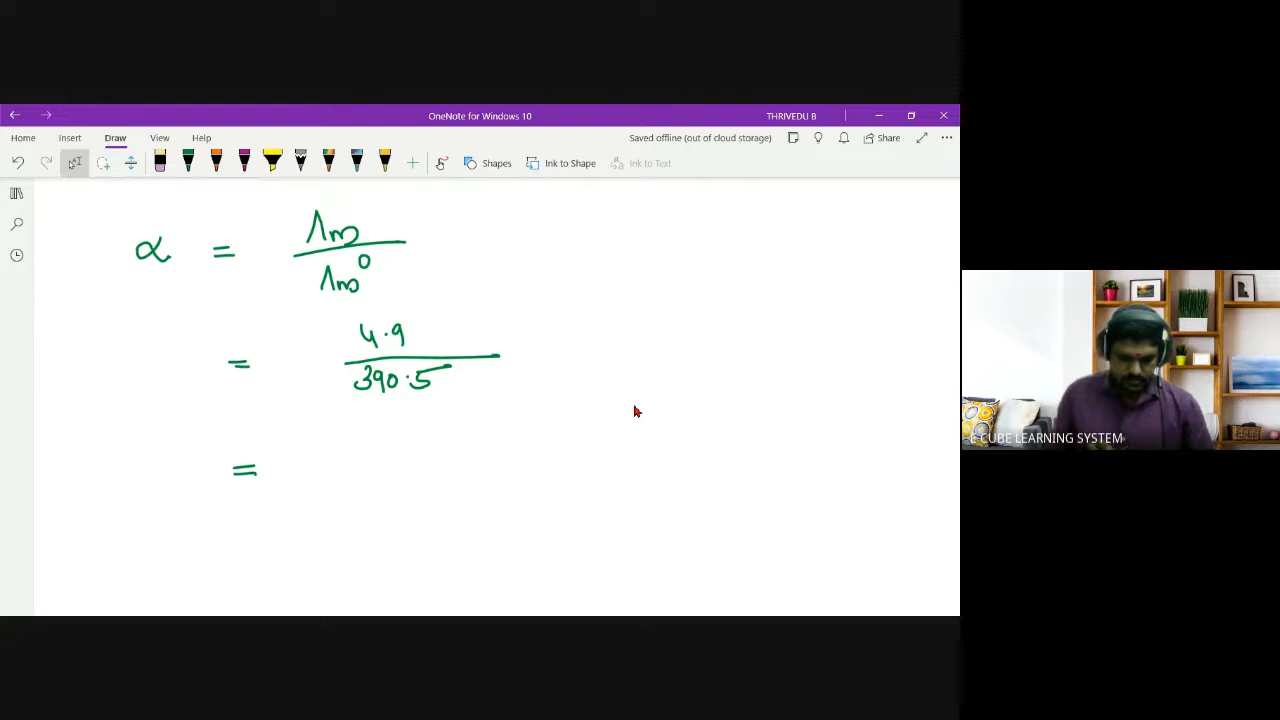 OneNote for Windows 10
THRIVEDU B
Home Insert Draw View Help
Saved offline (out of cloud storage)
Share
Shapes
Ink to Shape
Ink to Text
α = Λm / Λm⁰
= 4.9 / 390.5
=
C CUBE LEARNING SYSTEM